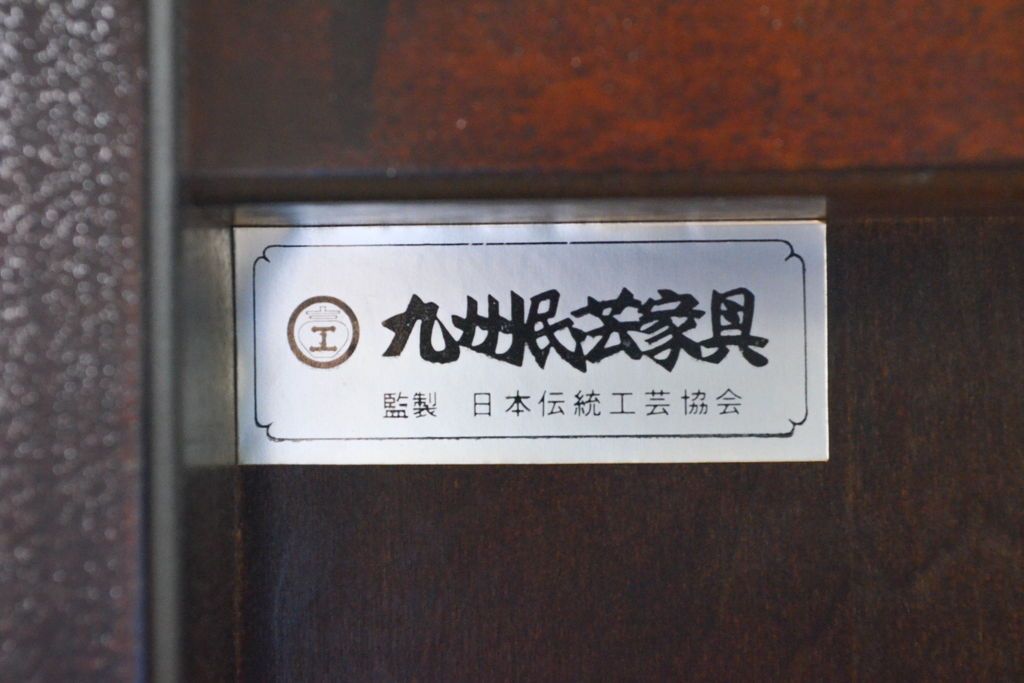 九州民芸家具
監製 日本伝統工芸協会